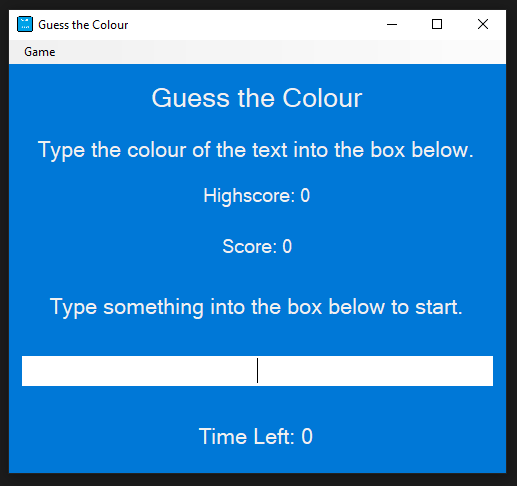 Guess the Colour
Game
Guess the Colour
Type the colour of the text into the box below.
Highscore: 0
Score: 0
Type something into the box below to start.
Time Left: 0